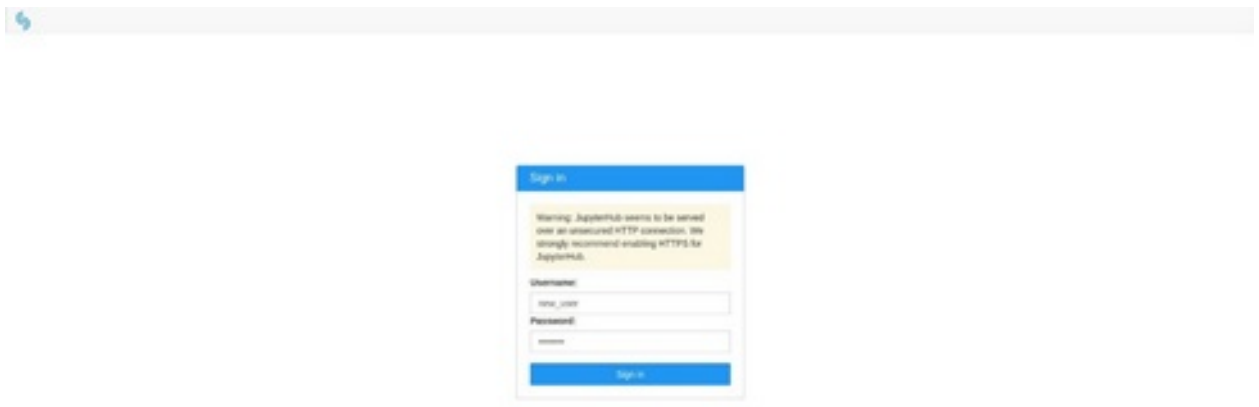 Sign in
Warning: JupyterHub seems to be served
over an unsecured HTTP connection. We
strongly recommend enabling HTTPS for
JupyterHub.
Username:
new_user
Password:
Sign in